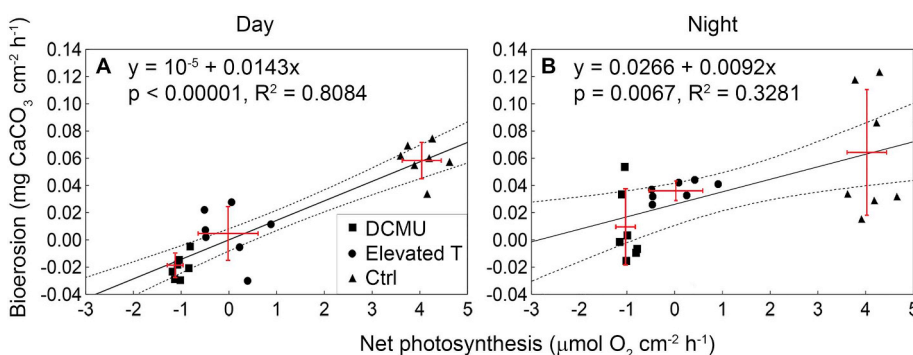 Day
Night
Bioerosion (mg CaCO₃ cm⁻² h⁻¹)
0.14
0.12
0.10
0.08
0.06
0.04
0.02
0.00
-0.02
-0.04
A y = 10⁻⁵ + 0.0143x
p < 0.00001, R² = 0.8084
DCMU
Elevated T
Ctrl
-3 -2 -1 0 1 2 3 4 5
0.14
0.12
0.10
0.08
0.06
0.04
0.02
0.00
-0.02
-0.04
B y = 0.0266 + 0.0092x
p = 0.0067, R² = 0.3281
-3 -2 -1 0 1 2 3 4 5
Net photosynthesis (μmol O₂ cm⁻² h⁻¹)